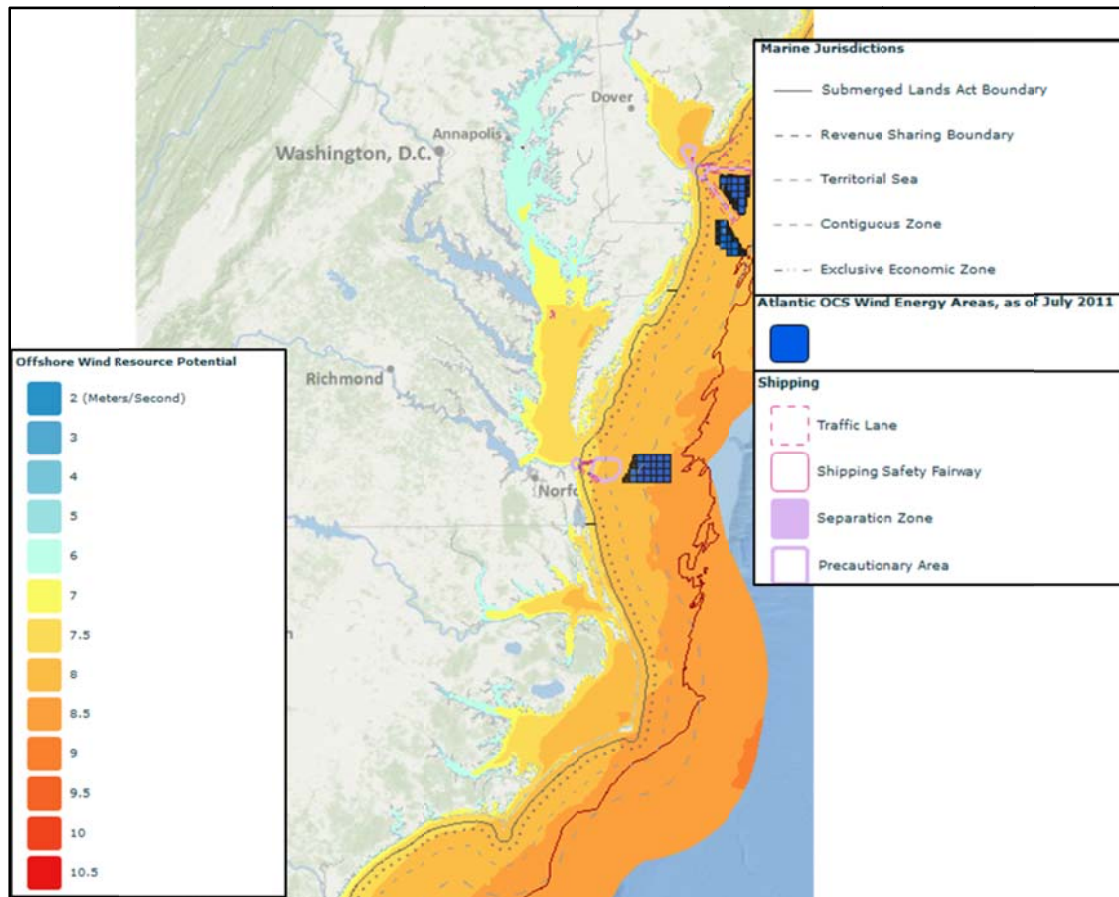 Marine Jurisdictions
Submerged Lands Act Boundary
Revenue Sharing Boundary
Territorial Sea
Contiguous Zone
Exclusive Economic Zone
Atlantic OCS Wind Energy Areas, as of July 2011
Shipping
Traffic Lane
Shipping Safety Fairway
Separation Zone
Precautionary Area
Dover
Annapolis
Washington, D.C.
Richmond
Norfo
Offshore Wind Resource Potential
2 (Meters/Second)
3
4
5
6
7
7.5
8
8.5
9
9.5
10
10.5